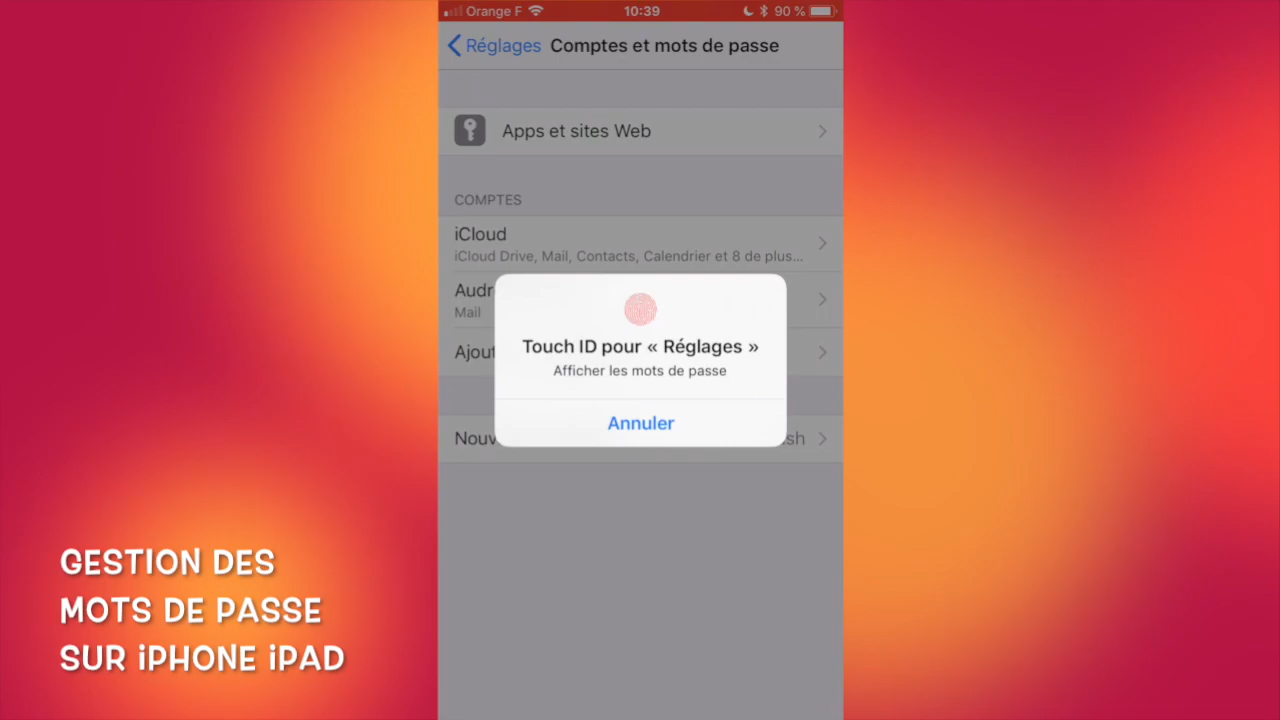 Orange F 10:39 90 %
Réglages Comptes et mots de passe
Apps et sites Web
COMPTES
iCloud
iCloud Drive, Mail, Contacts, Calendrier et 8 de plus...
Audr
Mail
Touch ID pour « Réglages »
Ajout
Afficher les mots de passe
Annuler
Nouv sh
GESTION DES
MOTS DE PASSE
SUR iPHONE iPAD